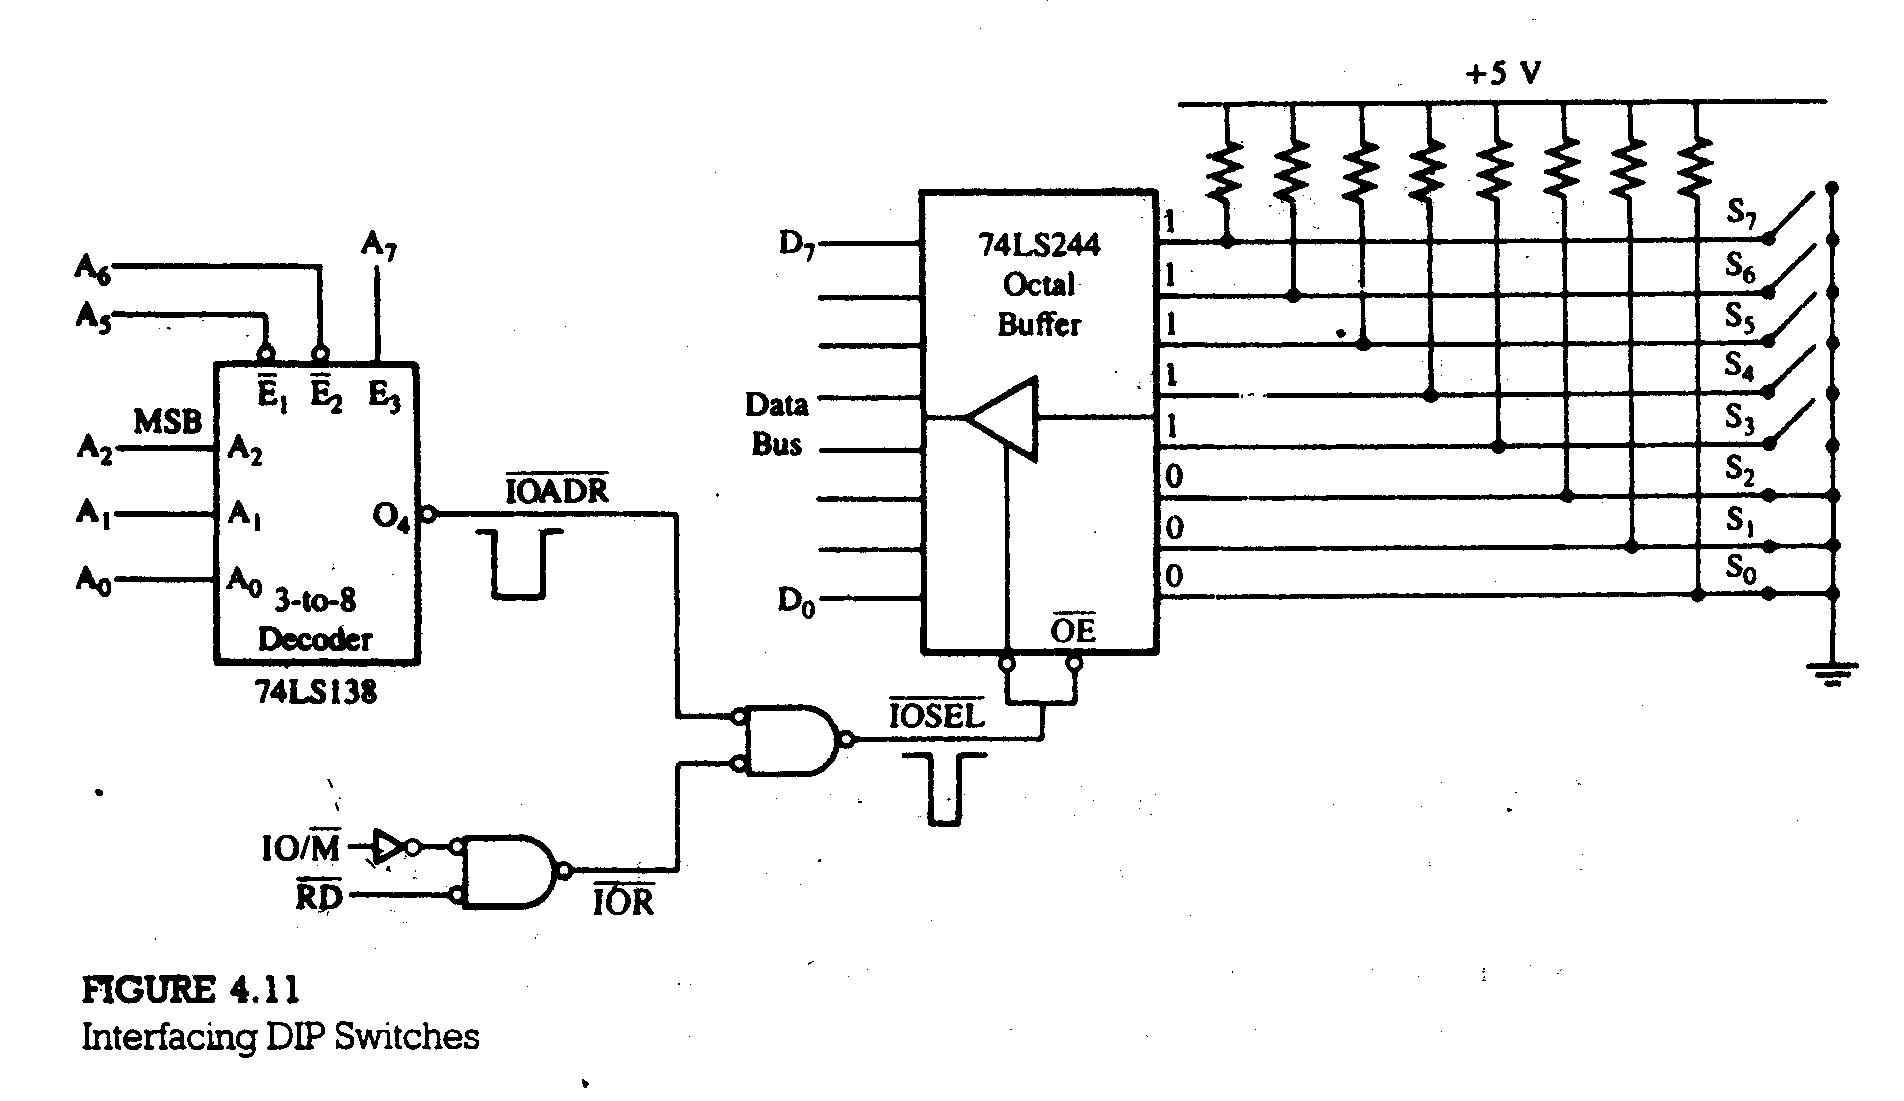 +5 V
A6
A5
A7
E1 E2 E3
MSB
A2 A2
A1 A1
A0 A0
O4
3-to-8
Decoder
74LS138
IOADR
D7
Data
Bus
D0
74LS244
Octal
Buffer
OE
1
1
1
1
1
0
0
0
S7
S6
S5
S4
S3
S2
S1
S0
IOSEL
IO/M
RD
IOR
FIGURE 4.11
Interfacing DIP Switches